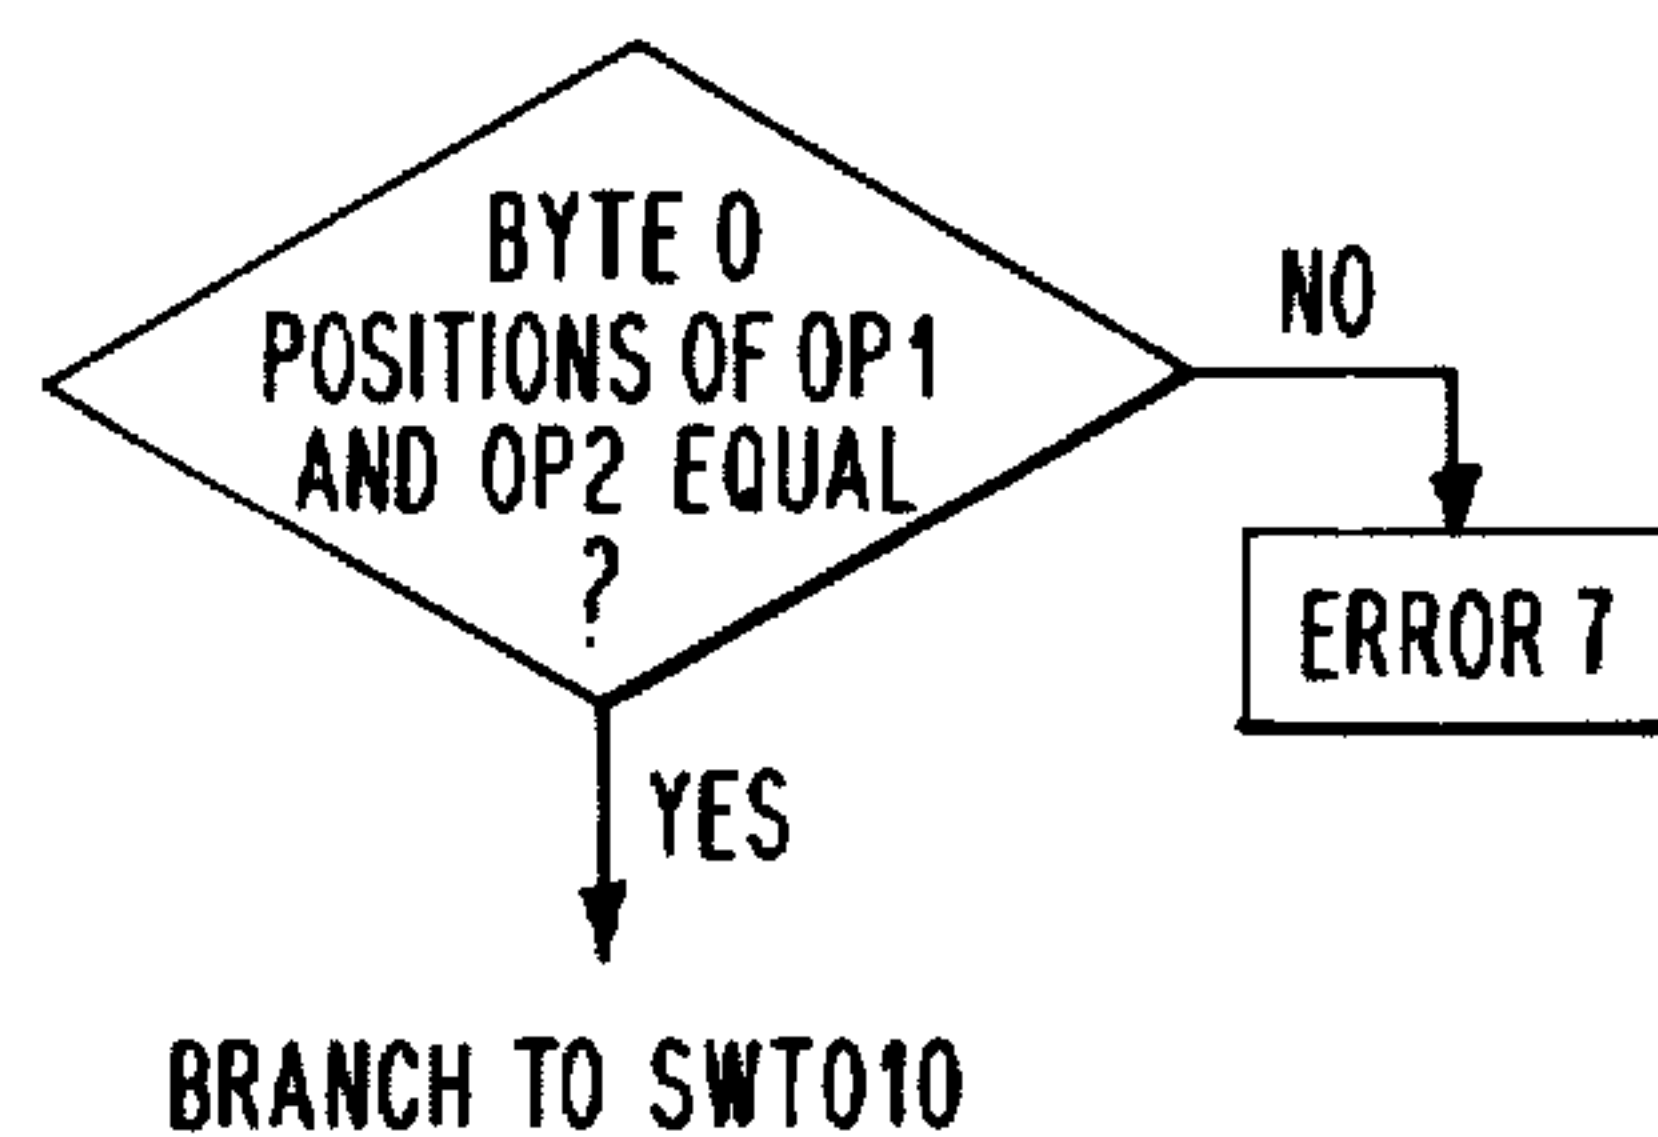 BYTE 0
POSITIONS OF OP1
AND OP2 EQUAL
?
NO
ERROR 7
YES
BRANCH TO SWT010